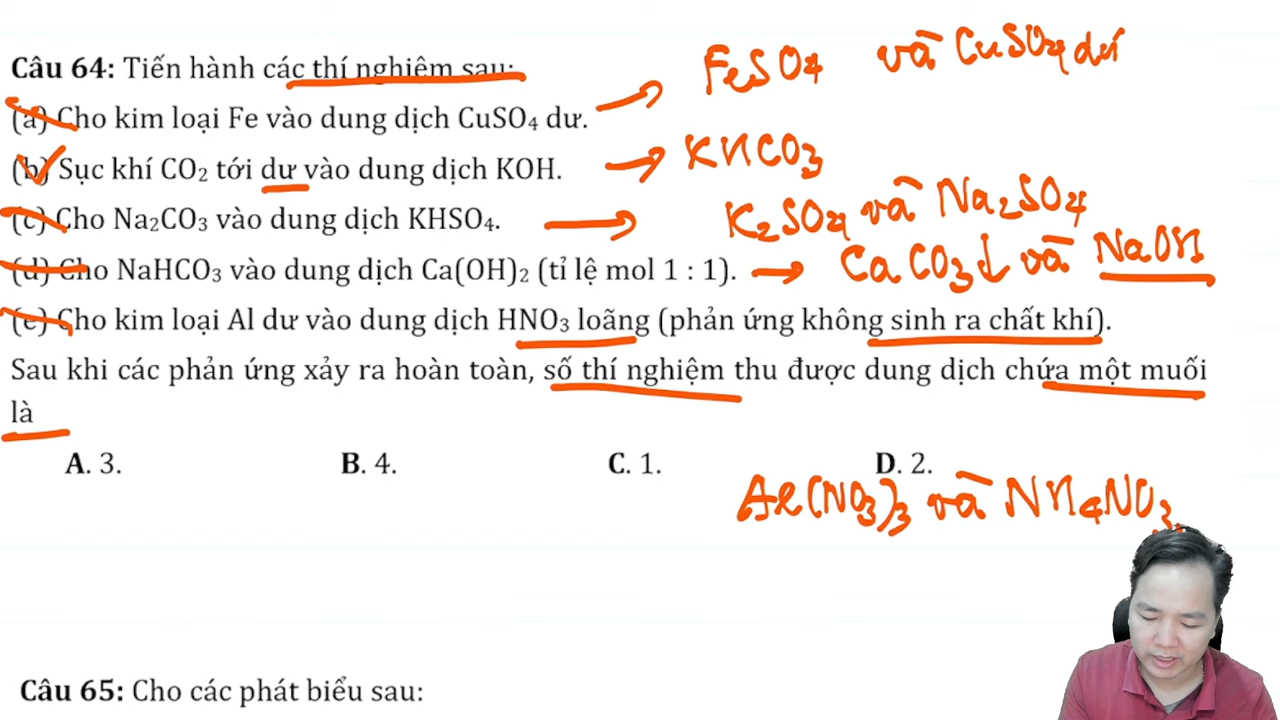 Câu 64: Tiến hành các thí nghiệm sau: FeSO4 và CuSO4 dư
(a) Cho kim loại Fe vào dung dịch CuSO₄ dư.
(b) Sục khí CO₂ tới dư vào dung dịch KOH. → KHCO3
(c) Cho Na₂CO₃ vào dung dịch KHSO₄. → K2SO4 và Na2SO4
(d) Cho NaHCO₃ vào dung dịch Ca(OH)₂ (tỉ lệ mol 1 : 1). → CaCO3↓ và NaOH
(e) Cho kim loại Al dư vào dung dịch HNO₃ loãng (phản ứng không sinh ra chất khí).
Sau khi các phản ứng xảy ra hoàn toàn, số thí nghiệm thu được dung dịch chứa một muối
là
A. 3. B. 4. C. 1. D. 2.
Al(NO3)3 và NH4NO3
Câu 65: Cho các phát biểu sau: